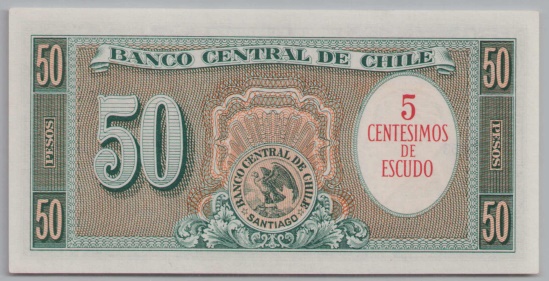 50
BANCO CENTRAL DE CHILE
50
PESOS
50
BANCO CENTRAL DE CHILE
SANTIAGO
5
CENTESIMOS
DE
ESCUDO
PESOS
50
50